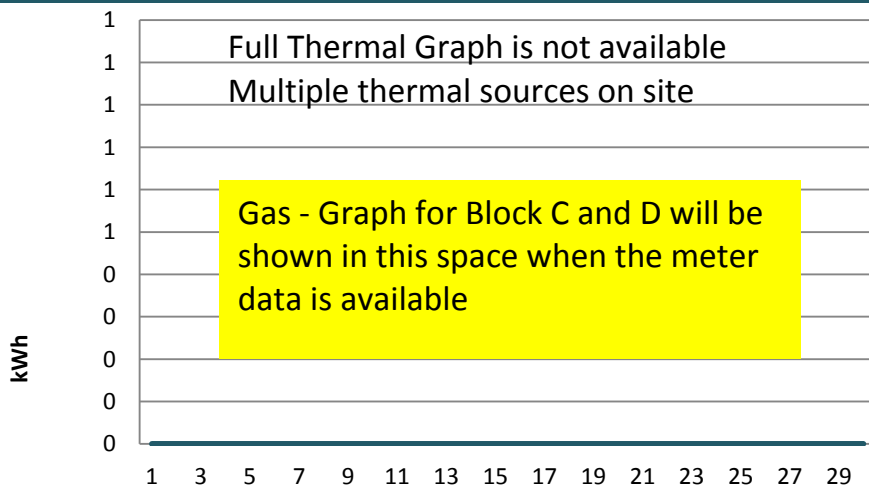 Full Thermal Graph is not available
Multiple thermal sources on site
Gas - Graph for Block C and D will be
shown in this space when the meter
data is available
kWh
1
1
1
1
1
1
0
0
0
0
0
1 3 5 7 9 11 13 15 17 19 21 23 25 27 29